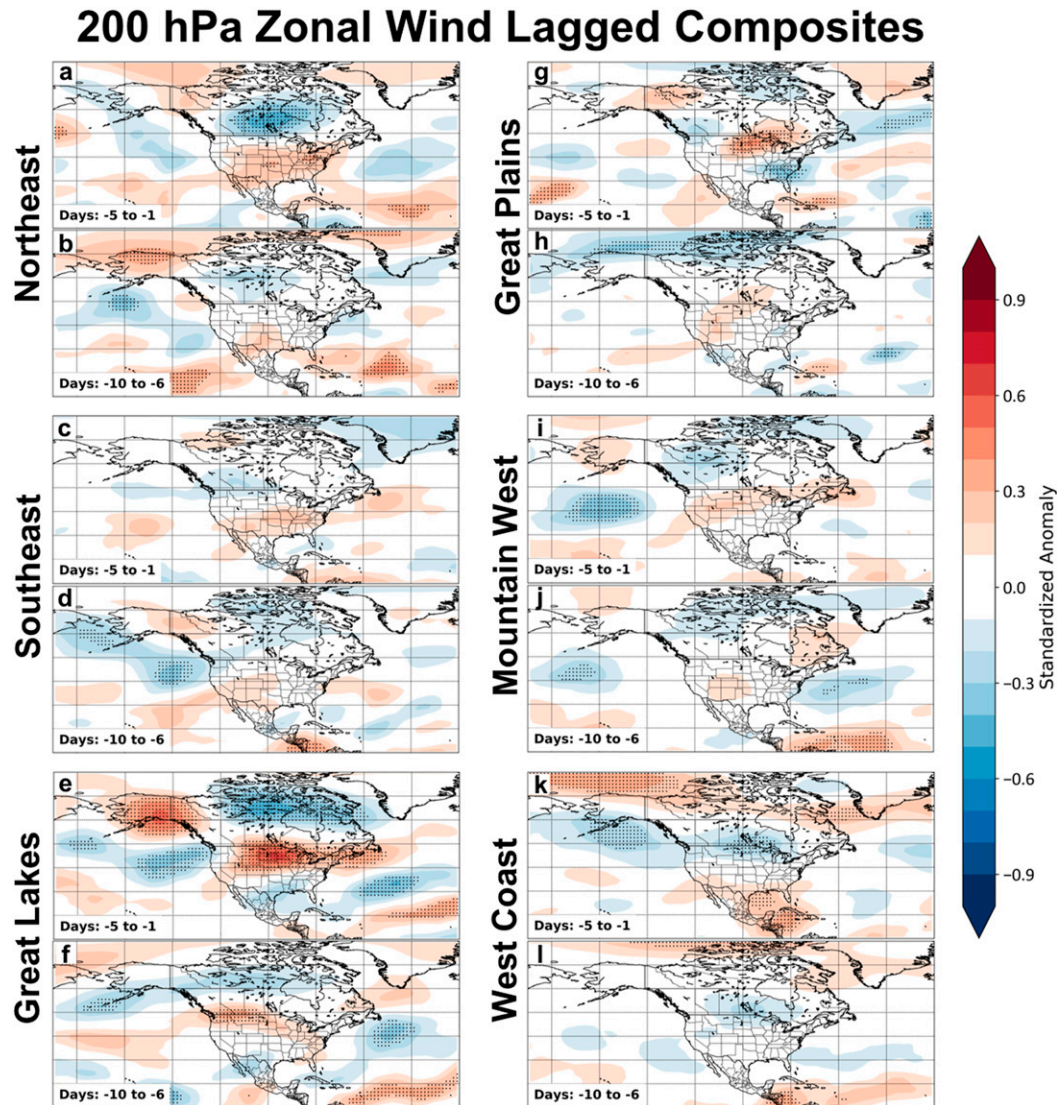 200 hPa Zonal Wind Lagged Composites
Northeast
a
Days: -5 to -1
b
Days: -10 to -6
Southeast
c
Days: -5 to -1
d
Days: -10 to -6
Great Lakes
e
Days: -5 to -1
f
Days: -10 to -6
Great Plains
g
Days: -5 to -1
h
Days: -10 to -6
Mountain West
i
Days: -5 to -1
j
Days: -10 to -6
West Coast
k
Days: -5 to -1
l
Days: -10 to -6
0.9
0.6
0.3
0.0
−0.3
−0.6
−0.9
Standardized Anomaly